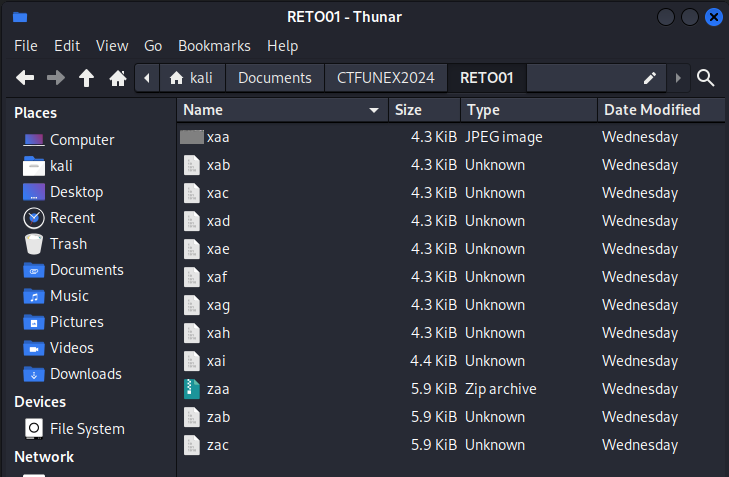 RETO01 - Thunar
File Edit View Go Bookmarks Help
kali Documents CTFUNEX2024 RETO01
Places
Computer
kali
Desktop
Recent
Trash
Documents
Music
Pictures
Videos
Downloads
Devices
File System
Network
Name Size Type Date Modified
xaa 4.3 KiB JPEG image Wednesday
xab 4.3 KiB Unknown Wednesday
xac 4.3 KiB Unknown Wednesday
xad 4.3 KiB Unknown Wednesday
xae 4.3 KiB Unknown Wednesday
xaf 4.3 KiB Unknown Wednesday
xag 4.3 KiB Unknown Wednesday
xah 4.3 KiB Unknown Wednesday
xai 4.4 KiB Unknown Wednesday
zaa 5.9 KiB Zip archive Wednesday
zab 5.9 KiB Unknown Wednesday
zac 5.9 KiB Unknown Wednesday